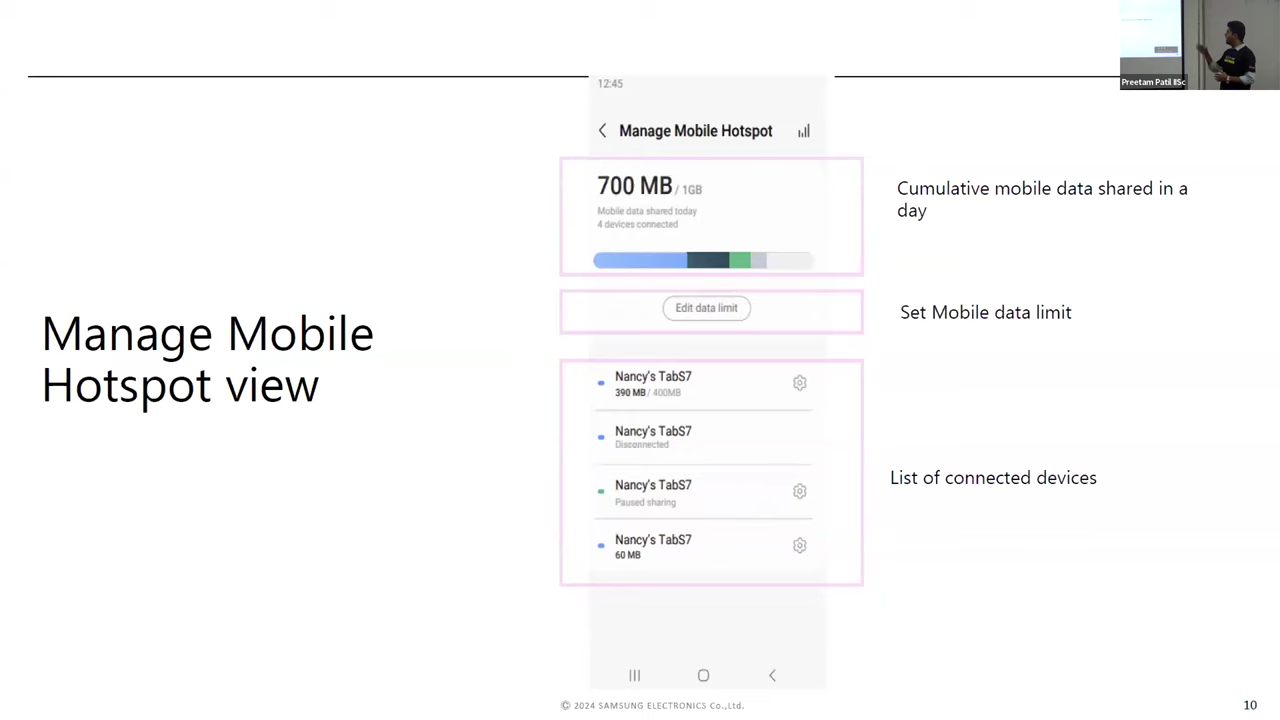 Preetam Patil IISc
12:45
Manage Mobile Hotspot
700 MB / 1GB
Mobile data shared today
4 devices connected
Cumulative mobile data shared in a
day
Edit data limit
Set Mobile data limit
Manage Mobile
Hotspot view
Nancy's TabS7
390 MB / 400MB
Nancy's TabS7
Disconnected
Nancy's TabS7
Paused sharing
Nancy's TabS7
60 MB
List of connected devices
© 2024 SAMSUNG ELECTRONICS Co.,Ltd.
10